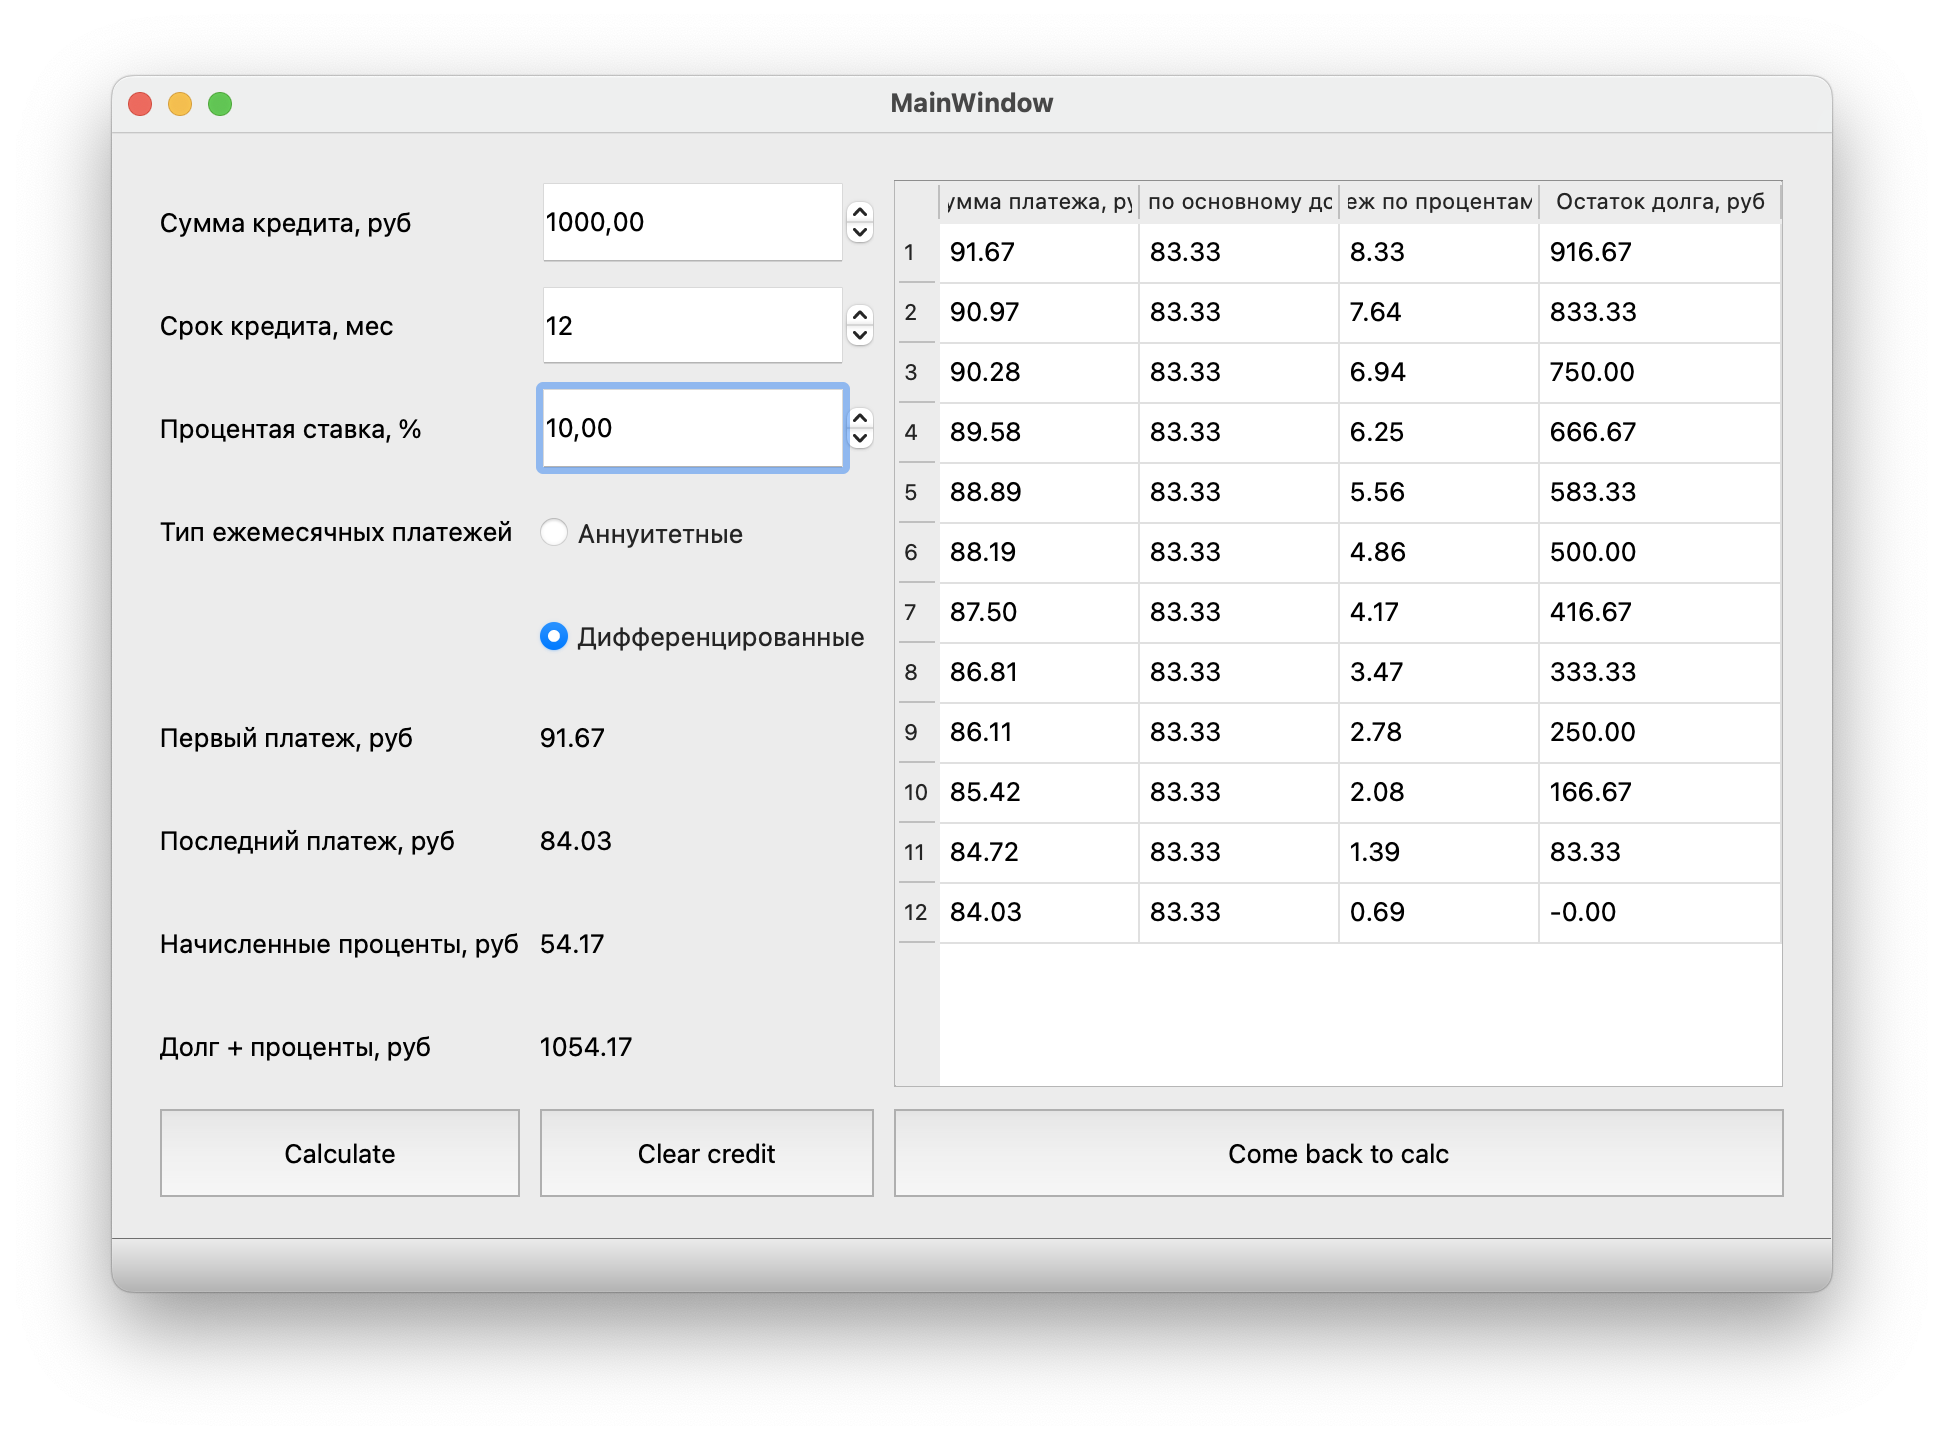 MainWindow
Сумма кредита, руб 1000,00
Срок кредита, мес 12
Процентая ставка, % 10,00
Тип ежемесячных платежей Аннуитетные
Дифференцированные
Первый платеж, руб 91.67
Последний платеж, руб 84.03
Начисленные проценты, руб 54.17
Долг + проценты, руб 1054.17
умма платежа, ру по основному до еж по процентам Остаток долга, руб
1 91.67 83.33 8.33 916.67
2 90.97 83.33 7.64 833.33
3 90.28 83.33 6.94 750.00
4 89.58 83.33 6.25 666.67
5 88.89 83.33 5.56 583.33
6 88.19 83.33 4.86 500.00
7 87.50 83.33 4.17 416.67
8 86.81 83.33 3.47 333.33
9 86.11 83.33 2.78 250.00
10 85.42 83.33 2.08 166.67
11 84.72 83.33 1.39 83.33
12 84.03 83.33 0.69 -0.00
Calculate Clear credit Come back to calc